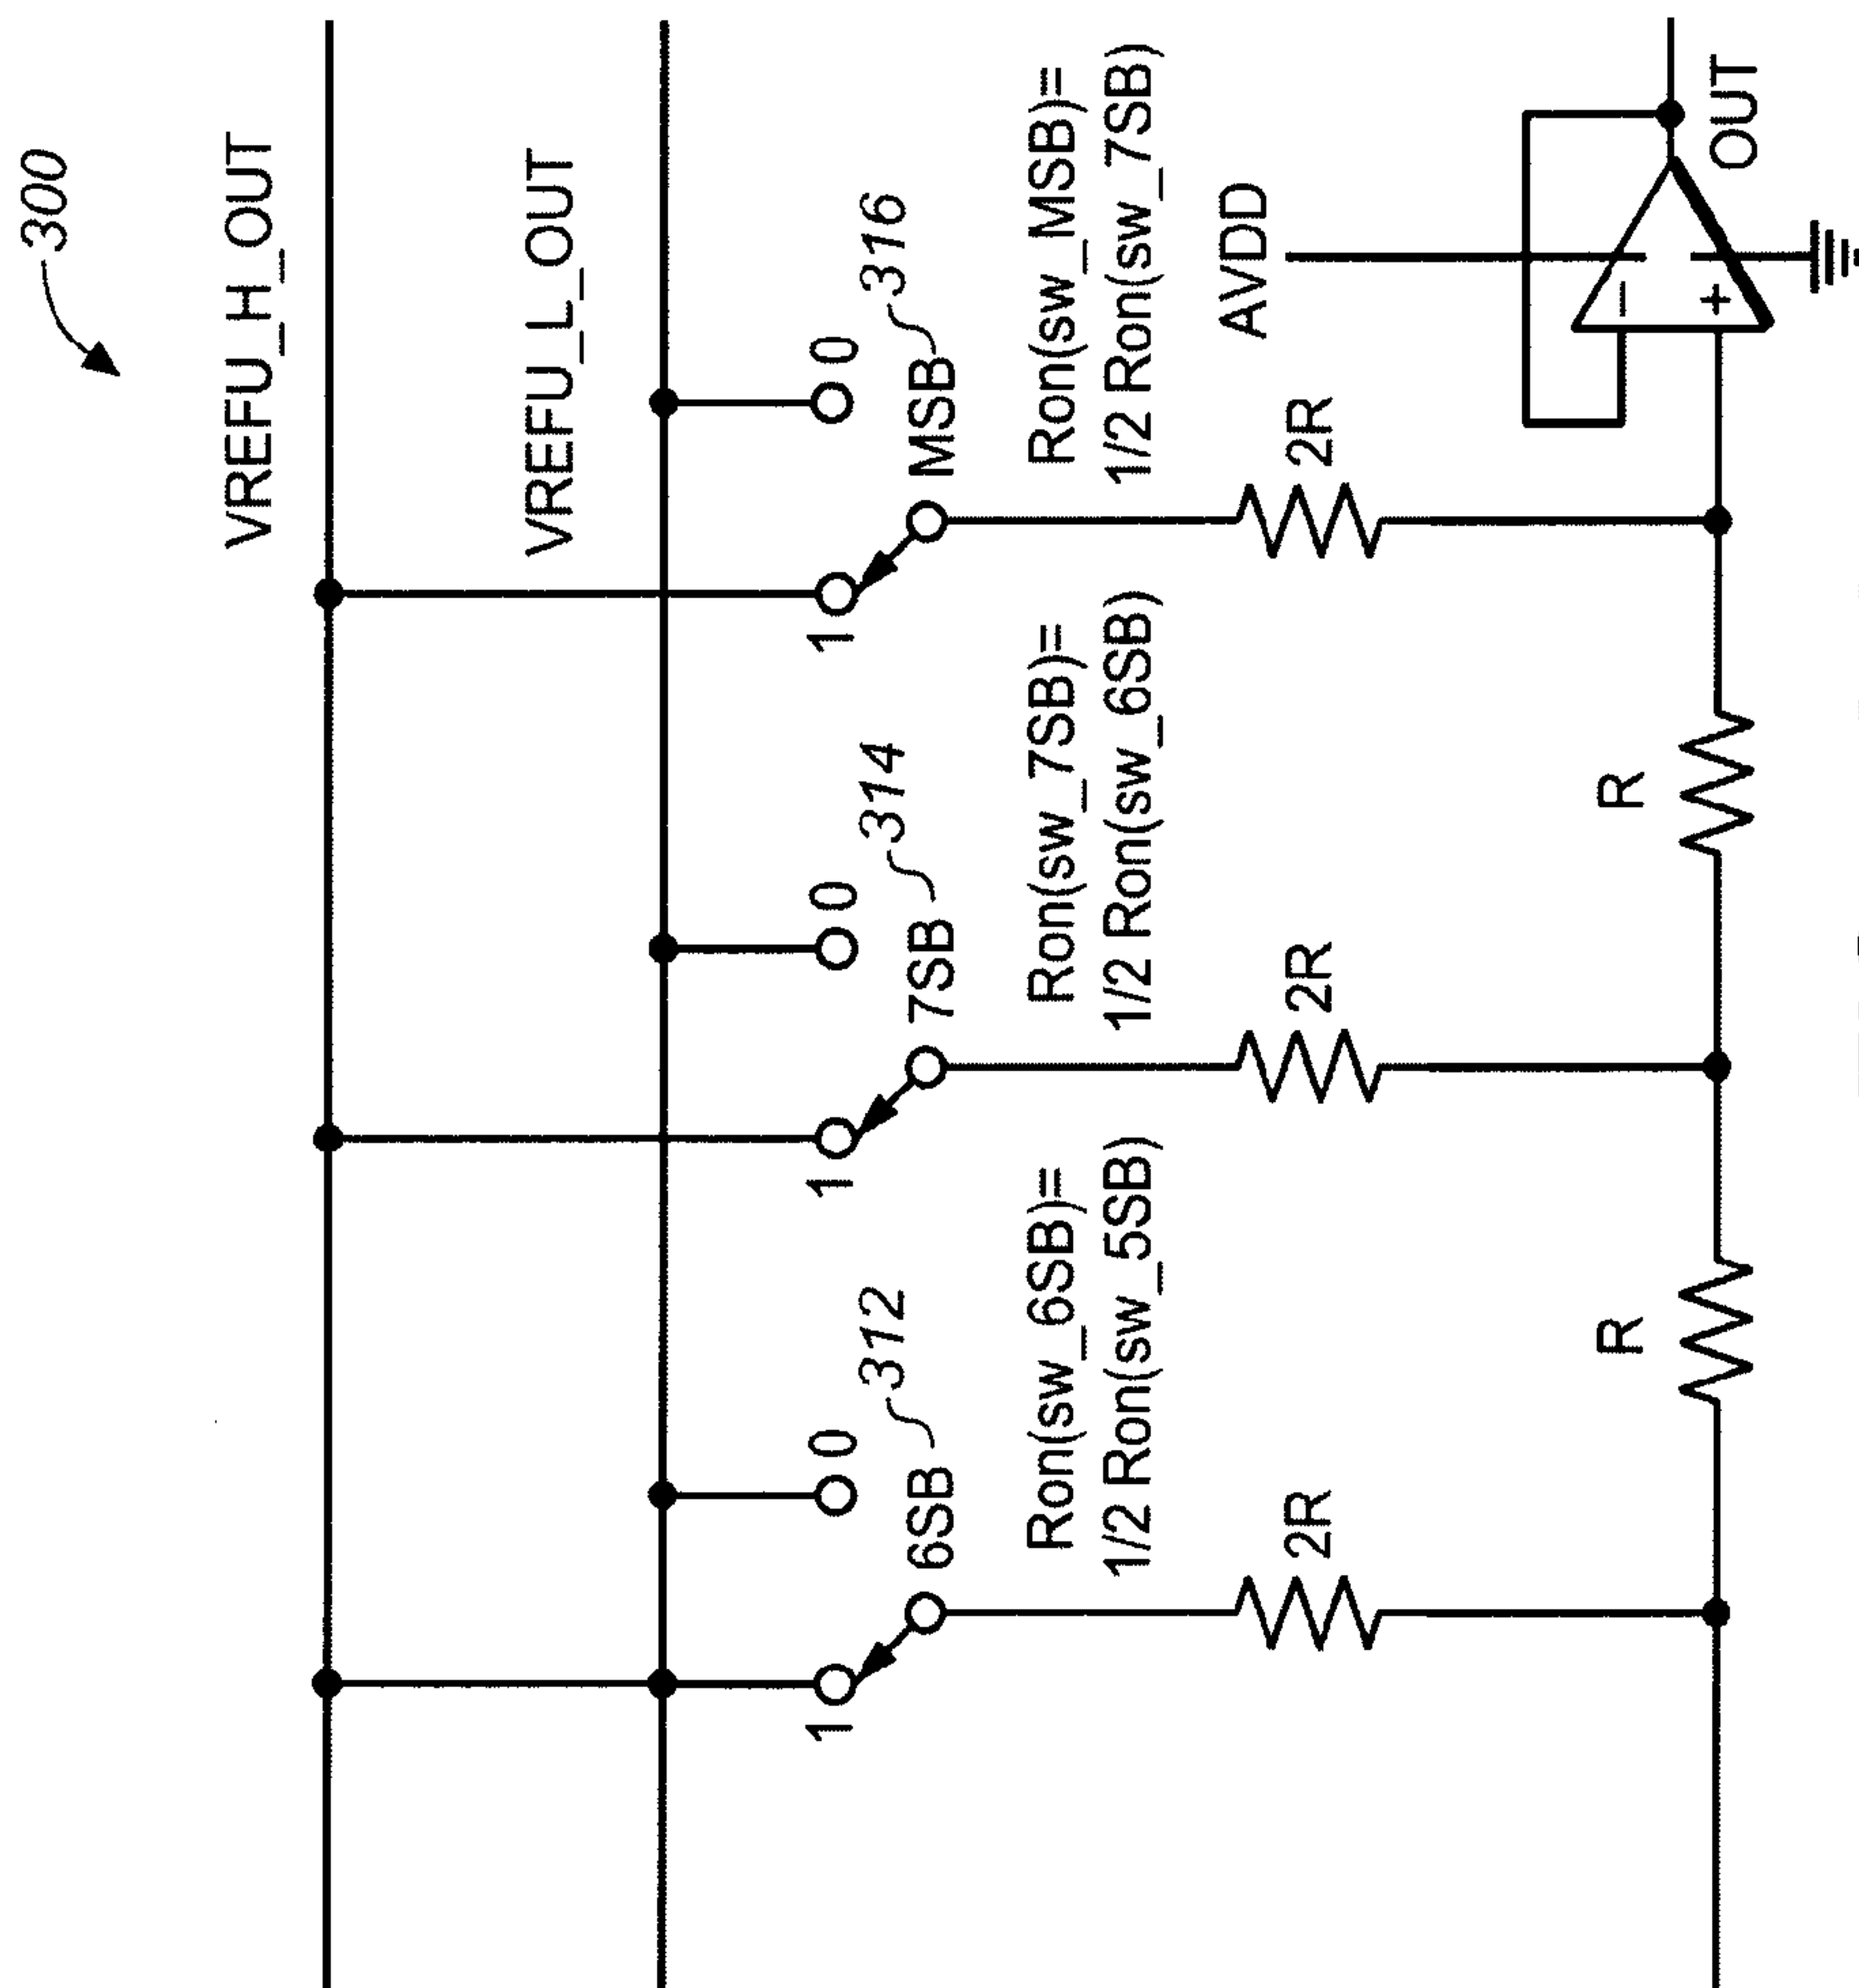 300
VREFU_H_OUT
VREFU_L_OUT
1 0 1 0 1 0
6SB 312
7SB 314
MSB 316
Ron(sw_6SB)=
1/2 Ron(sw_5SB)
Ron(sw_7SB)=
1/2 Ron(sw_6SB)
Ron(sw_MSB)=
1/2 Ron(sw_7SB)
AVDD
2R 2R 2R
R R
− +
OUT